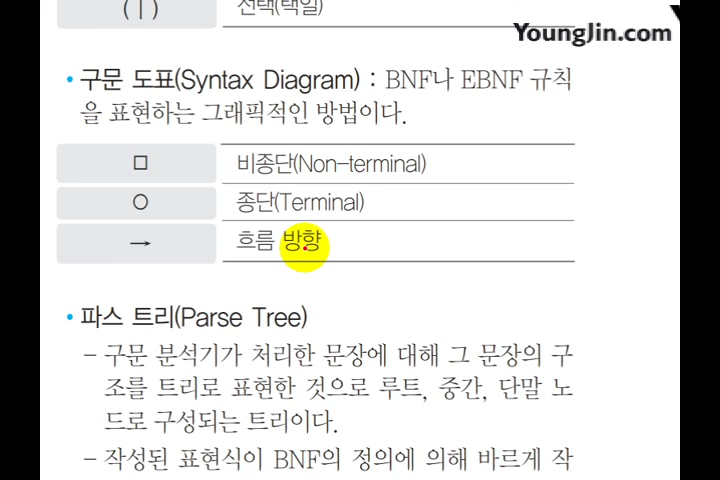 ( | )
선택(택일)
YoungJin.com
• 구문 도표(Syntax Diagram) : BNF나 EBNF 규칙
을 표현하는 그래픽적인 방법이다.
□ 비종단(Non-terminal)
○ 종단(Terminal)
→ 흐름 방향
• 파스 트리(Parse Tree)
– 구문 분석기가 처리한 문장에 대해 그 문장의 구
조를 트리로 표현한 것으로 루트, 중간, 단말 노
드로 구성되는 트리이다.
– 작성된 표현식이 BNF의 정의에 의해 바르게 작